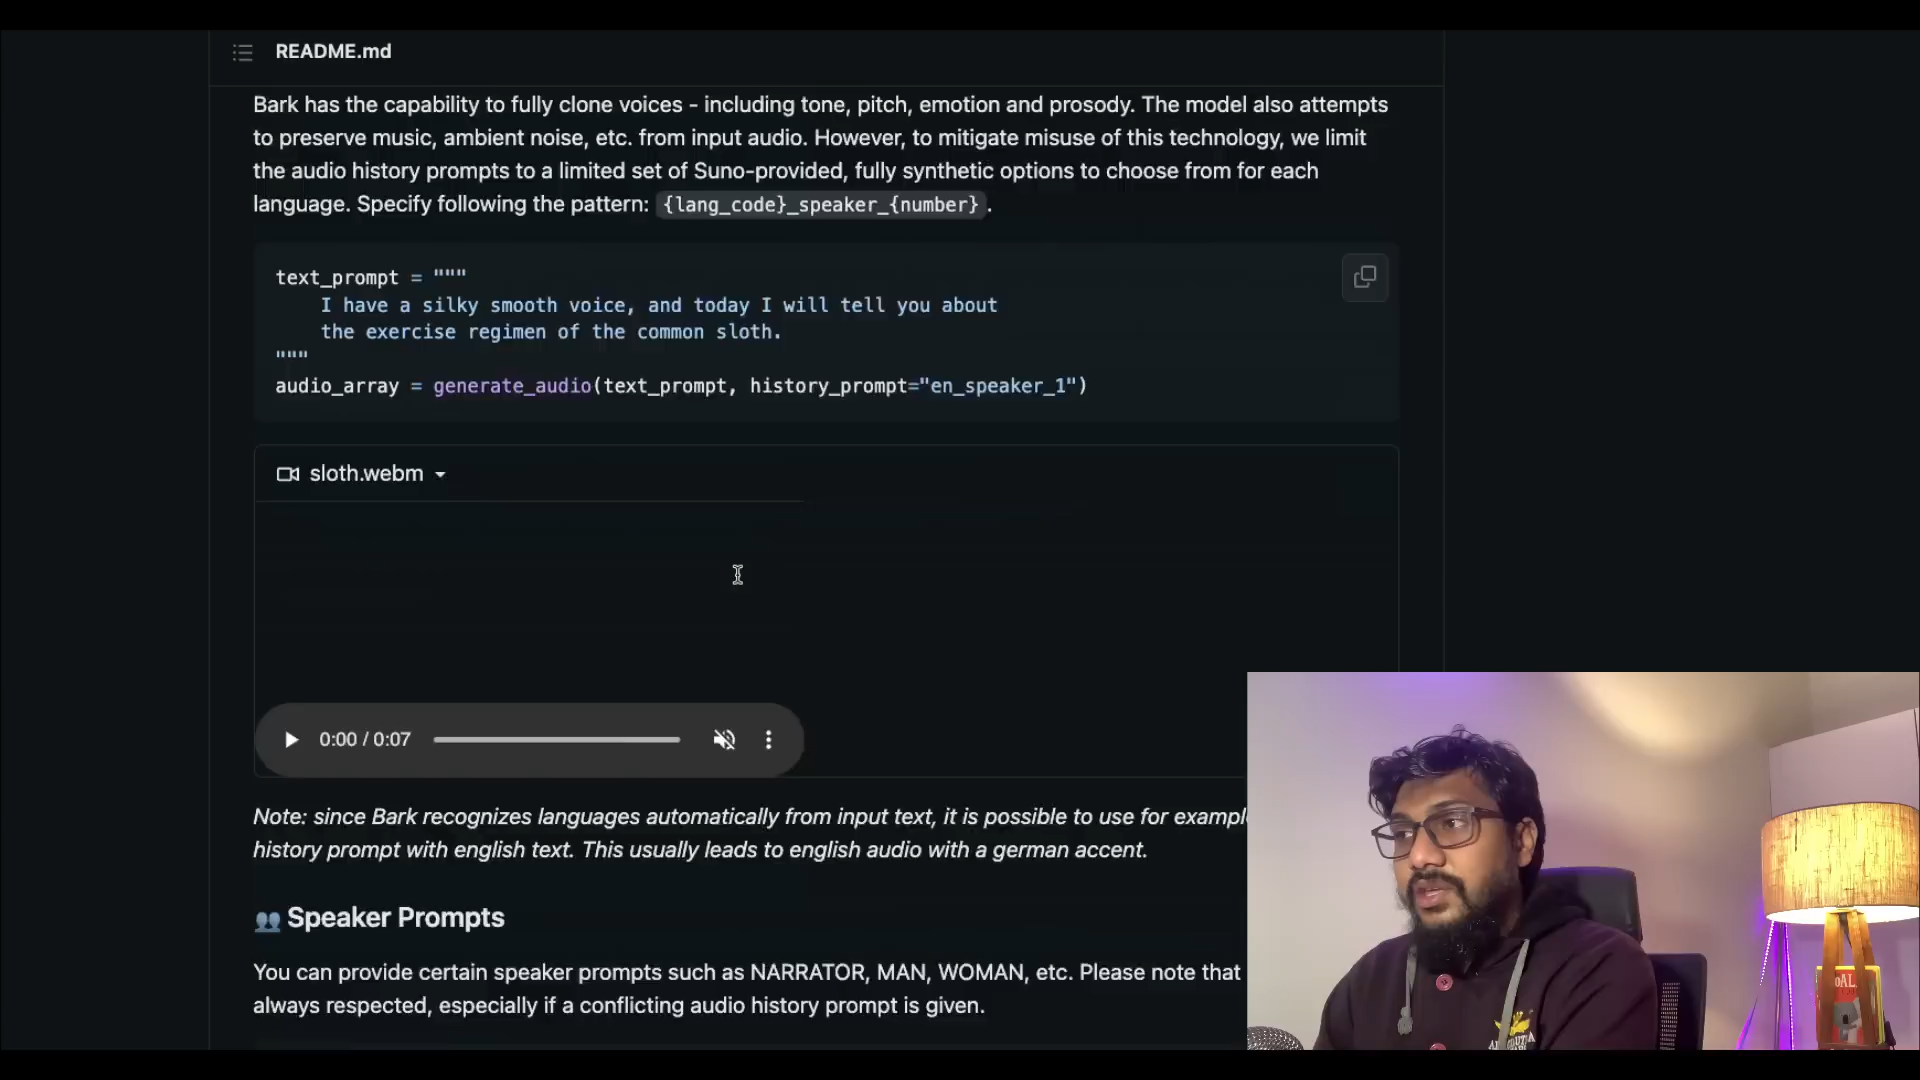 README.md
Bark has the capability to fully clone voices - including tone, pitch, emotion and prosody. The model also attempts
to preserve music, ambient noise, etc. from input audio. However, to mitigate misuse of this technology, we limit
the audio history prompts to a limited set of Suno-provided, fully synthetic options to choose from for each
language. Specify following the pattern: {lang_code}_speaker_{number}.
text_prompt = """
I have a silky smooth voice, and today I will tell you about
the exercise regimen of the common sloth.
"""
audio_array = generate_audio(text_prompt, history_prompt="en_speaker_1")
sloth.webm
0:00 / 0:07
Note: since Bark recognizes languages automatically from input text, it is possible to use for
history prompt with english text. This usually leads to english audio with a german accent.
👥 Speaker Prompts
You can provide certain speaker prompts such as NARRATOR, MAN, WOMAN, etc. Please note that
always respected, especially if a conflicting audio history prompt is given.